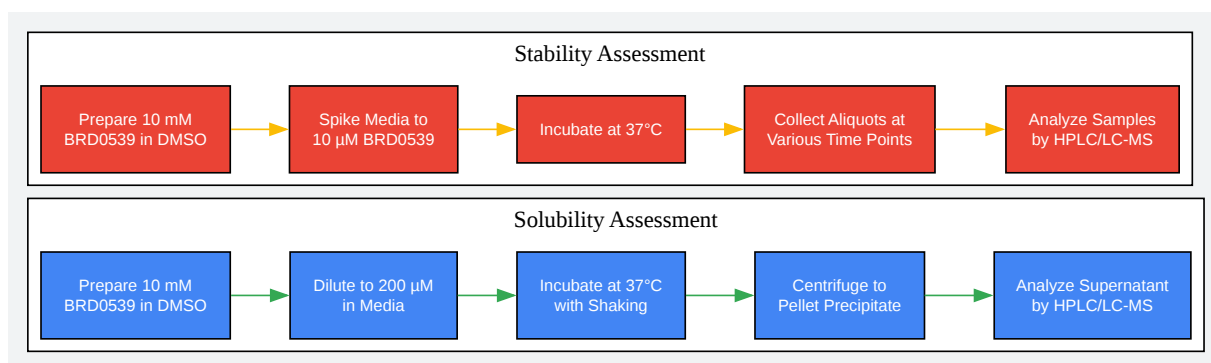 Stability Assessment
Prepare 10 mM
BRD0539 in DMSO
Spike Media to
10 µM BRD0539
Incubate at 37°C
Collect Aliquots at
Various Time Points
Analyze Samples
by HPLC/LC-MS
Solubility Assessment
Prepare 10 mM
BRD0539 in DMSO
Dilute to 200 µM
in Media
Incubate at 37°C
with Shaking
Centrifuge to
Pellet Precipitate
Analyze Supernatant
by HPLC/LC-MS